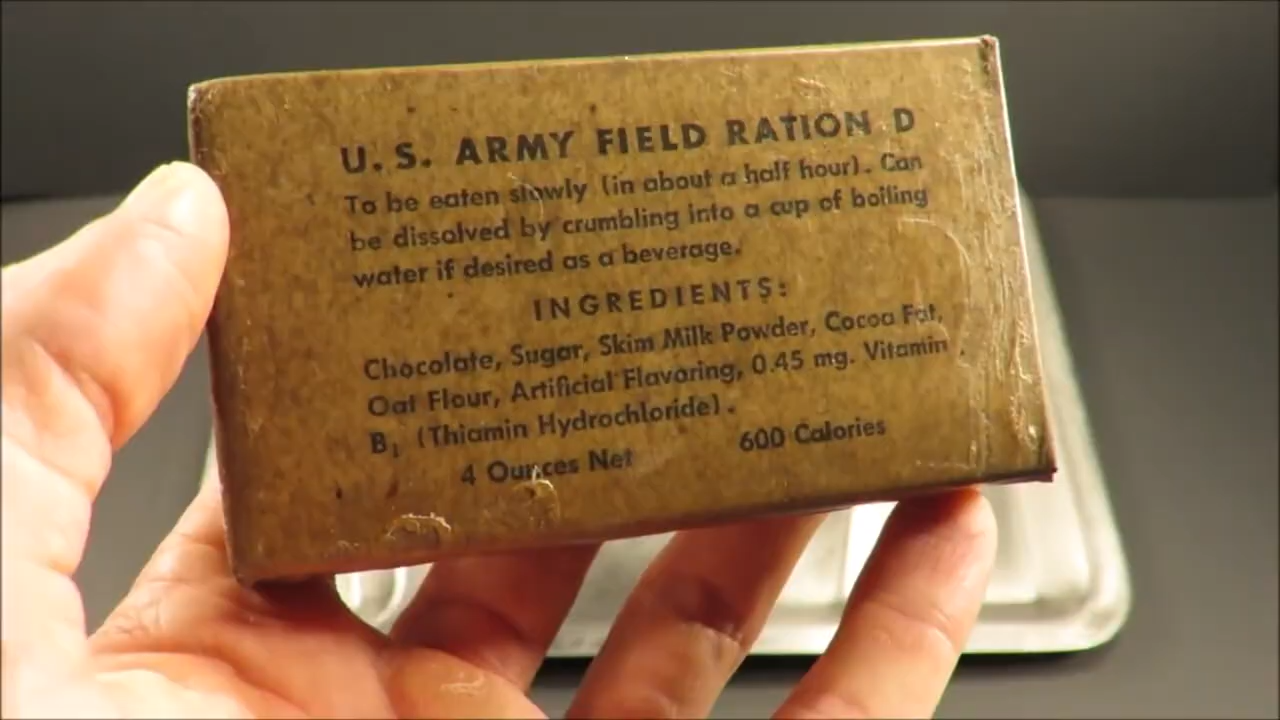 U. S. ARMY FIELD RATION D
To be eaten slowly (in about a half hour). Can
be dissolved by crumbling into a cup of boiling
water if desired as a beverage.
INGREDIENTS:
Chocolate, Sugar, Skim Milk Powder, Cocoa Fat,
Oat Flour, Artificial Flavoring, 0.45 mg. Vitamin
B₁ (Thiamin Hydrochloride).
4 Ounces Net 600 Calories